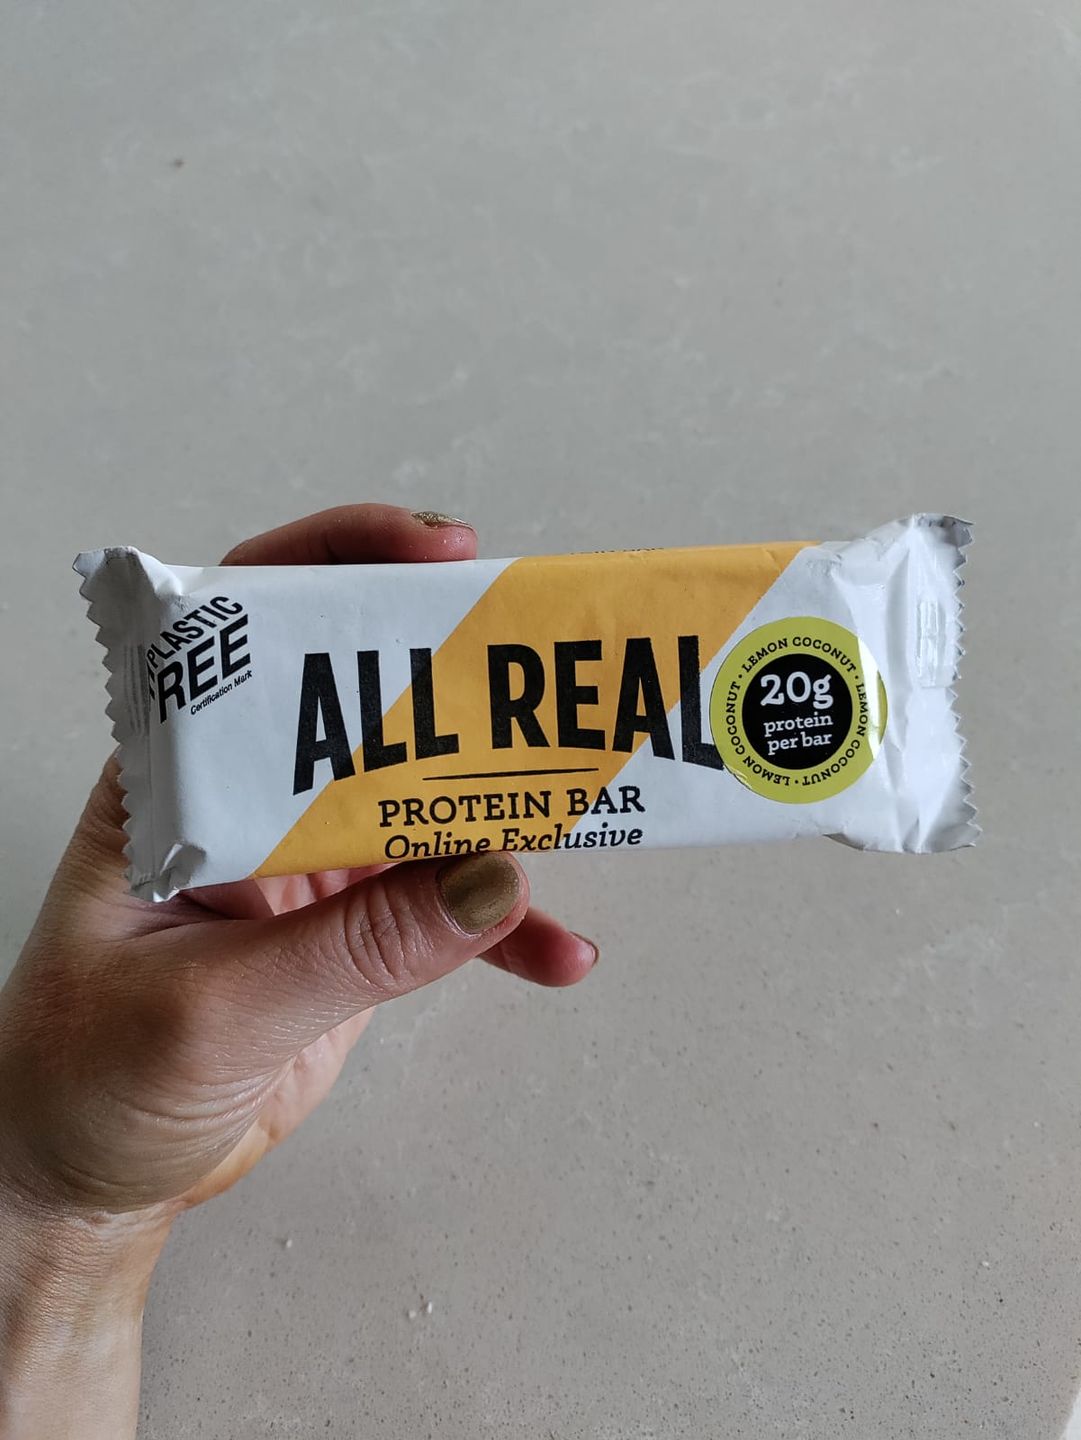 PLASTIC
FREE
Certification Mark
ALL REAL
PROTEIN BAR
Online Exclusive
LEMON COCONUT · LEMON COCONUT · LEMON COCONUT ·
20g
protein
per bar